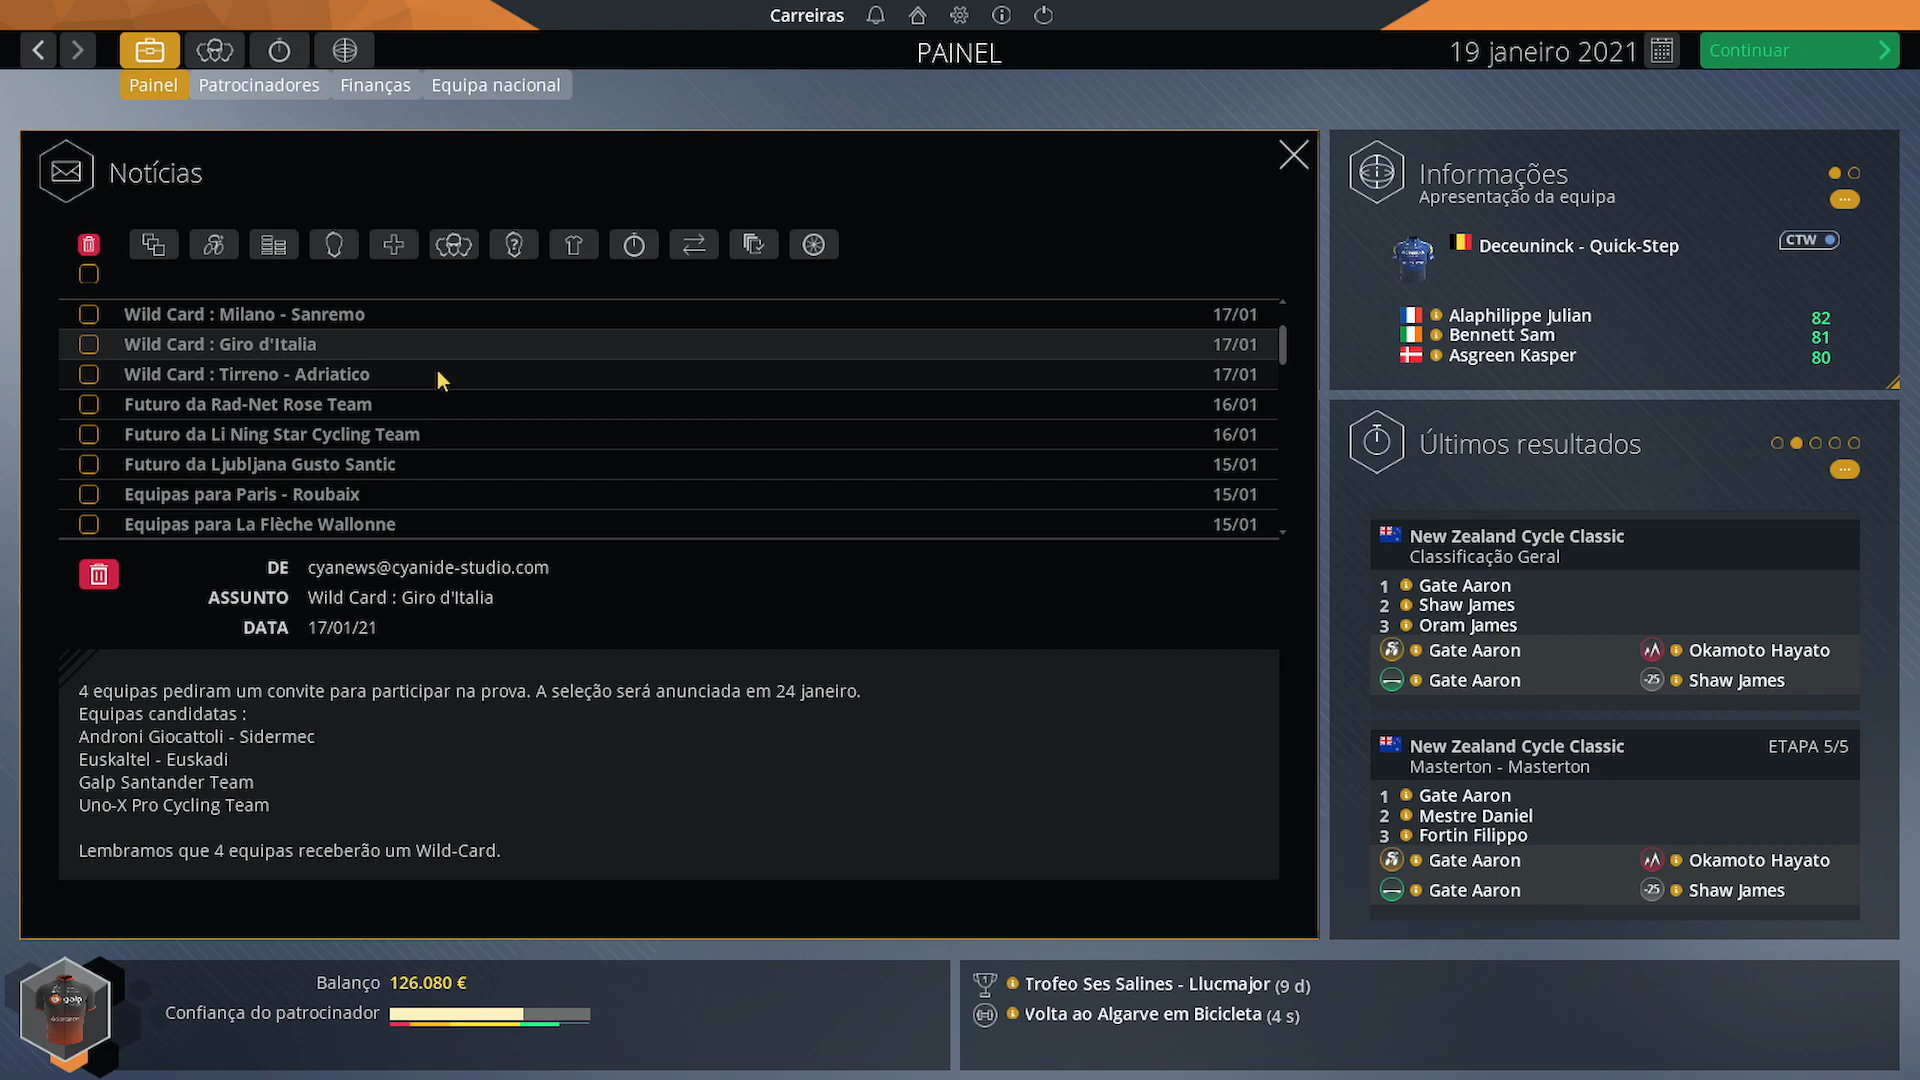 Carreiras
PAINEL
19 janeiro 2021
Continuar
Painel
Patrocinadores
Finanças
Equipa nacional
Notícias
Wild Card : Milano - Sanremo 17/01
Wild Card : Giro d'Italia 17/01
Wild Card : Tirreno - Adriatico 17/01
Futuro da Rad-Net Rose Team 16/01
Futuro da Li Ning Star Cycling Team 16/01
Futuro da Ljubljana Gusto Santic 15/01
Equipas para Paris - Roubaix 15/01
Equipas para La Flèche Wallonne 15/01
DE cyanews@cyanide-studio.com
ASSUNTO Wild Card : Giro d'Italia
DATA 17/01/21
4 equipas pediram um convite para participar na prova. A seleção será anunciada em 24 janeiro.
Equipas candidatas :
Androni Giocattoli - Sidermec
Euskaltel - Euskadi
Galp Santander Team
Uno-X Pro Cycling Team
Lembramos que 4 equipas receberão um Wild-Card.
Informações
Apresentação da equipa
Deceuninck - Quick-Step CTW
Alaphilippe Julian 82
Bennett Sam 81
Asgreen Kasper 80
Últimos resultados
New Zealand Cycle Classic
Classificação Geral
1 Gate Aaron
2 Shaw James
3 Oram James
Gate Aaron Okamoto Hayato
Gate Aaron -25 Shaw James
New Zealand Cycle Classic ETAPA 5/5
Masterton - Masterton
1 Gate Aaron
2 Mestre Daniel
3 Fortin Filippo
Gate Aaron Okamoto Hayato
Gate Aaron -25 Shaw James
galp
Balanço 126.080 €
Confiança do patrocinador
Trofeo Ses Salines - Llucmajor (9 d)
Volta ao Algarve em Bicicleta (4 s)